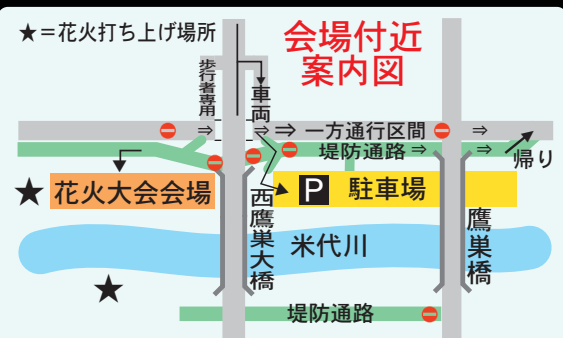 ★＝花火打ち上げ場所
会場付近
案内図
歩行者専用
車両
⇒ ⇒ ⇒ 一方通行区間 ⇒
堤防通路 ⇒ ⇒
帰り
★ 花火大会会場
P 駐車場
西鷹巣大橋
米代川
鷹巣橋
★
堤防通路